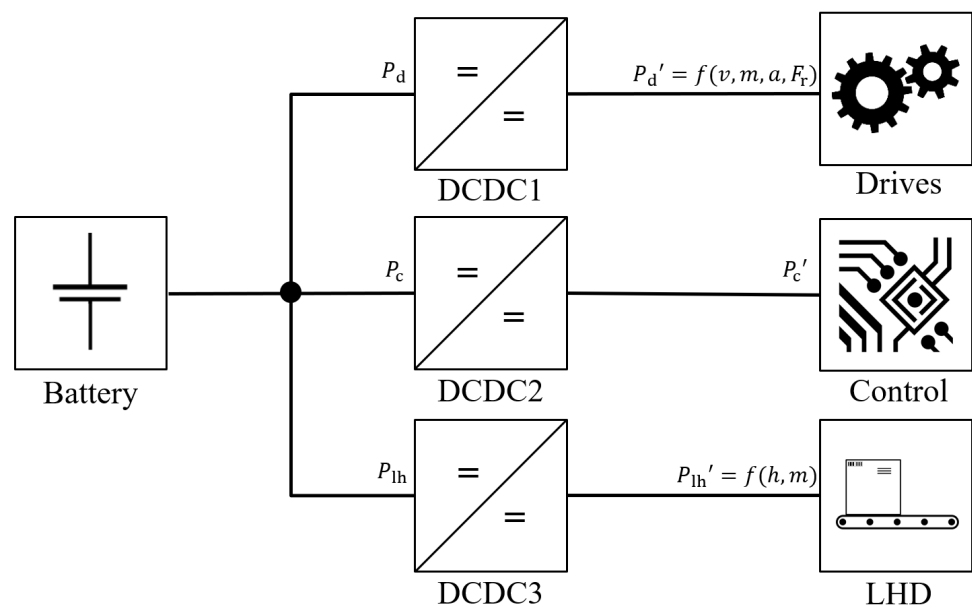 P_d
P_d′ = f(v, m, a, F_r)
DCDC1
Drives
P_c
P_c′
Battery
DCDC2
Control
P_lh
P_lh′ = f(h, m)
DCDC3
LHD